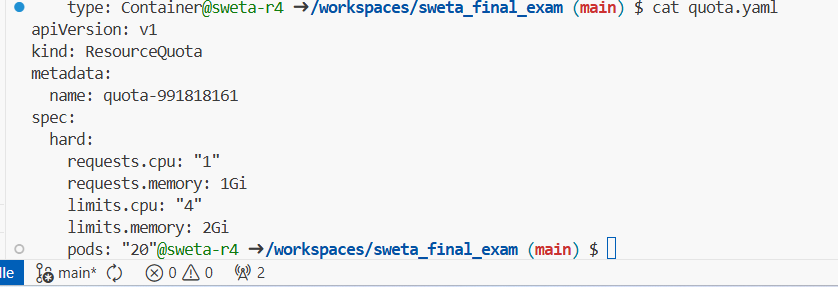 type: Container@sweta-r4 ➜/workspaces/sweta_final_exam (main) $ cat quota.yaml
apiVersion: v1
kind: ResourceQuota
metadata:
  name: quota-991818161
spec:
  hard:
    requests.cpu: "1"
    requests.memory: 1Gi
    limits.cpu: "4"
    limits.memory: 2Gi
    pods: "20"@sweta-r4 ➜/workspaces/sweta_final_exam (main) $
main* 0 0 2